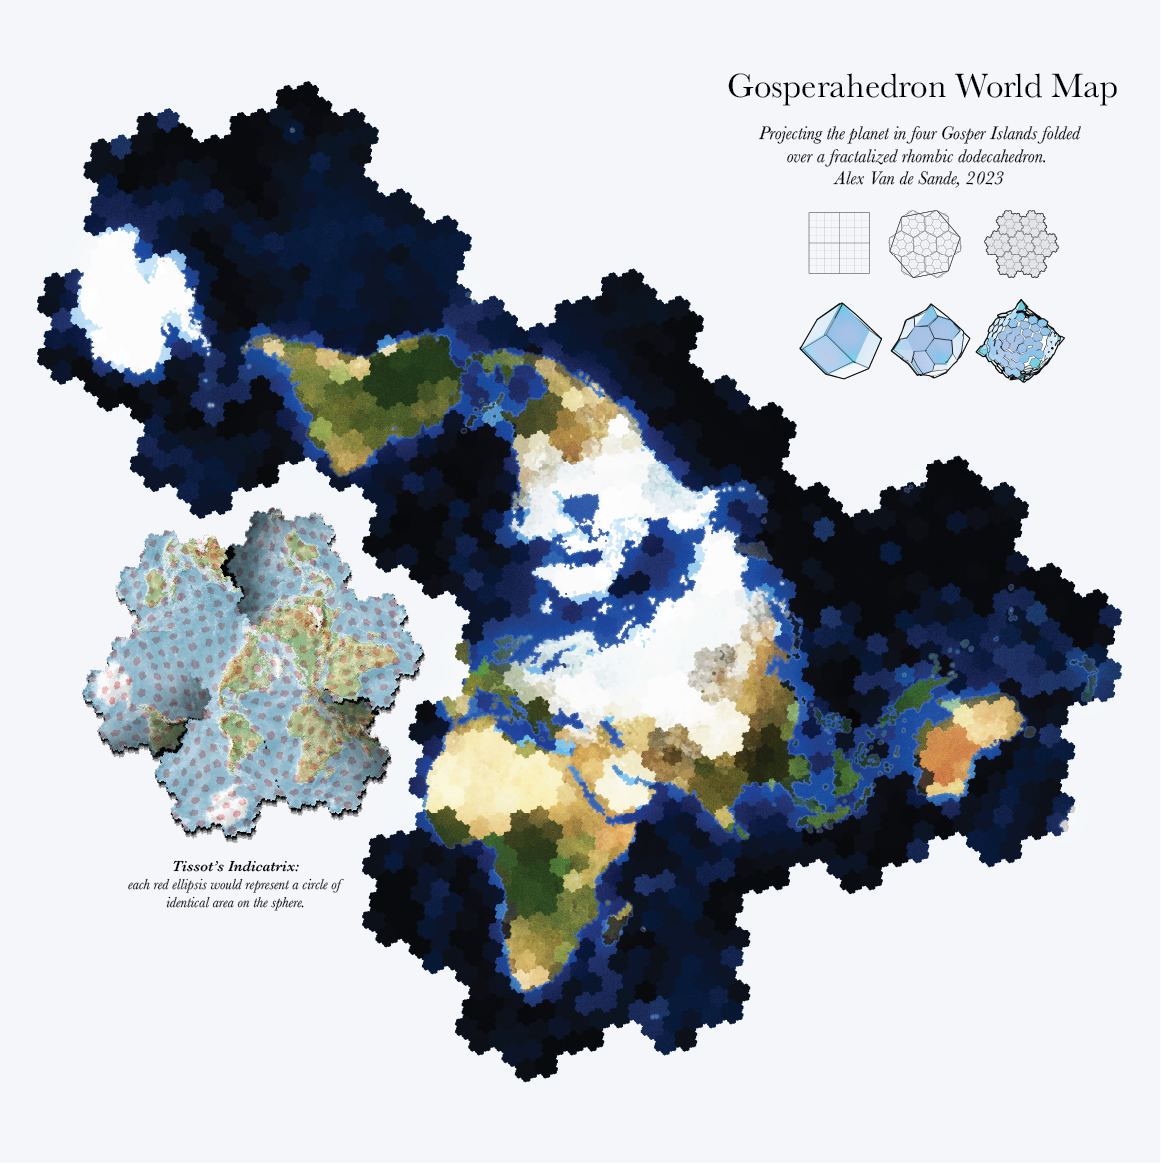 Gosperahedron World Map
Projecting the planet in four Gosper Islands folded
over a fractalized rhombic dodecahedron.
Alex Van de Sande, 2023
Tissot's Indicatrix:
each red ellipsis would represent a circle of
identical area on the sphere.